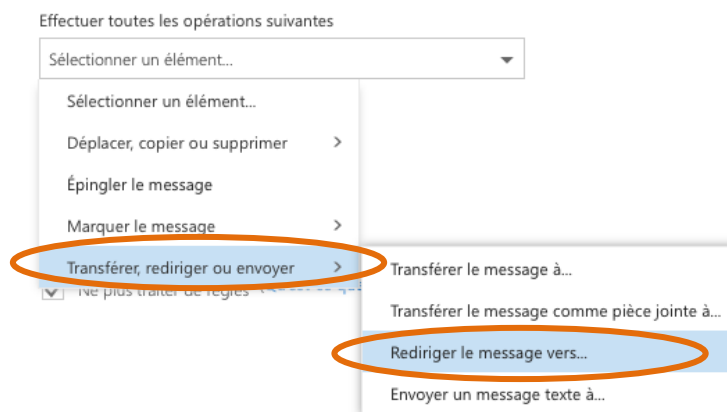 Effectuer toutes les opérations suivantes
Sélectionner un élément...
Sélectionner un élément...
Déplacer, copier ou supprimer
Épingler le message
Marquer le message
Transférer, rediriger ou envoyer
Ne plus traiter de règles
Transférer le message à...
Transférer le message comme pièce jointe à...
Rediriger le message vers...
Envoyer un message texte à...